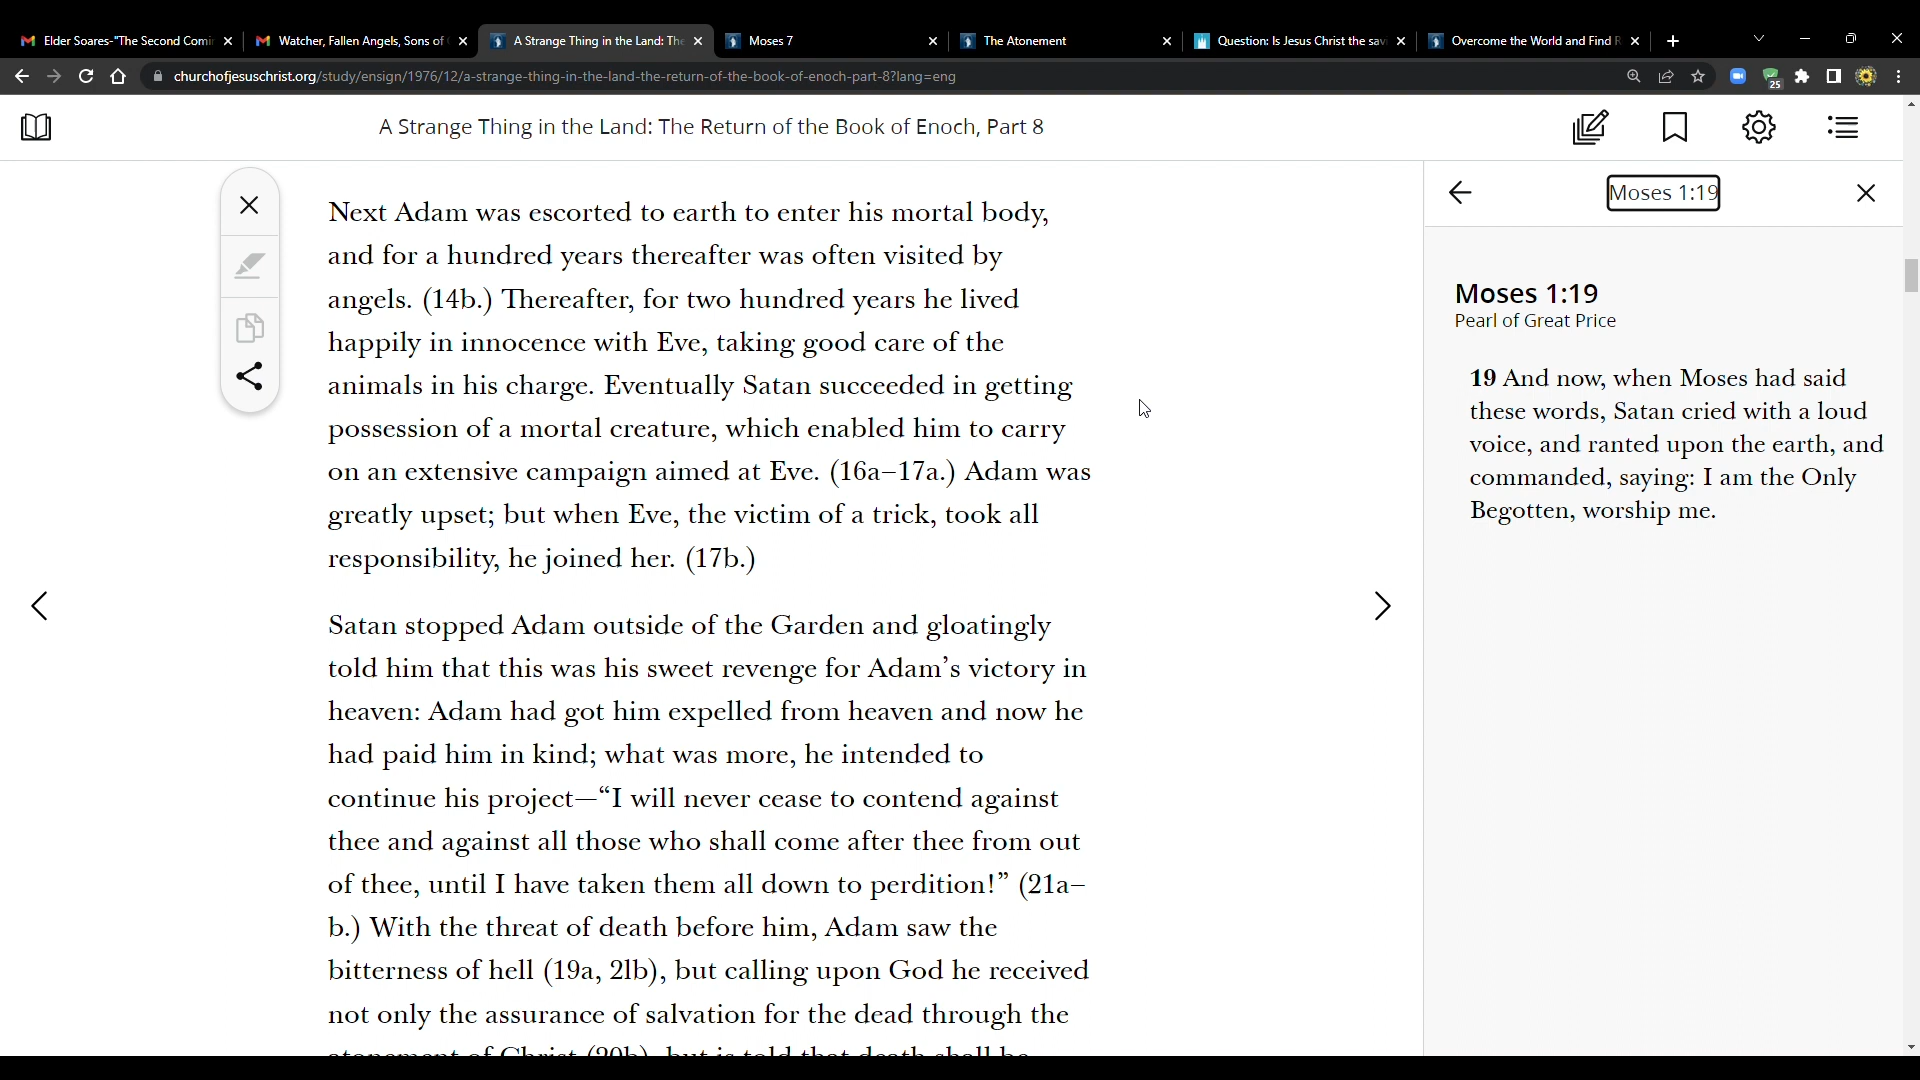 Elder Soares-"The Second Comi
Watcher, Fallen Angels, Sons of
A Strange Thing in the Land: The
Moses 7
The Atonement
Question: Is Jesus Christ the savi
Overcome the World and Find R
churchofjesuschrist.org/study/ensign/1976/12/a-strange-thing-in-the-land-the-return-of-the-book-of-enoch-part-8?lang=eng
25
A Strange Thing in the Land: The Return of the Book of Enoch, Part 8
Next Adam was escorted to earth to enter his mortal body,
and for a hundred years thereafter was often visited by
angels. (14b.) Thereafter, for two hundred years he lived
happily in innocence with Eve, taking good care of the
animals in his charge. Eventually Satan succeeded in getting
possession of a mortal creature, which enabled him to carry
on an extensive campaign aimed at Eve. (16a–17a.) Adam was
greatly upset; but when Eve, the victim of a trick, took all
responsibility, he joined her. (17b.)
Satan stopped Adam outside of the Garden and gloatingly
told him that this was his sweet revenge for Adam’s victory in
heaven: Adam had got him expelled from heaven and now he
had paid him in kind; what was more, he intended to
continue his project—“I will never cease to contend against
thee and against all those who shall come after thee from out
of thee, until I have taken them all down to perdition!” (21a–
b.) With the threat of death before him, Adam saw the
bitterness of hell (19a, 2lb), but calling upon God he received
not only the assurance of salvation for the dead through the
atonement of Christ (20b), but is told that death shall be
Moses 1:19
Moses 1:19
Pearl of Great Price
19 And now, when Moses had said
these words, Satan cried with a loud
voice, and ranted upon the earth, and
commanded, saying: I am the Only
Begotten, worship me.